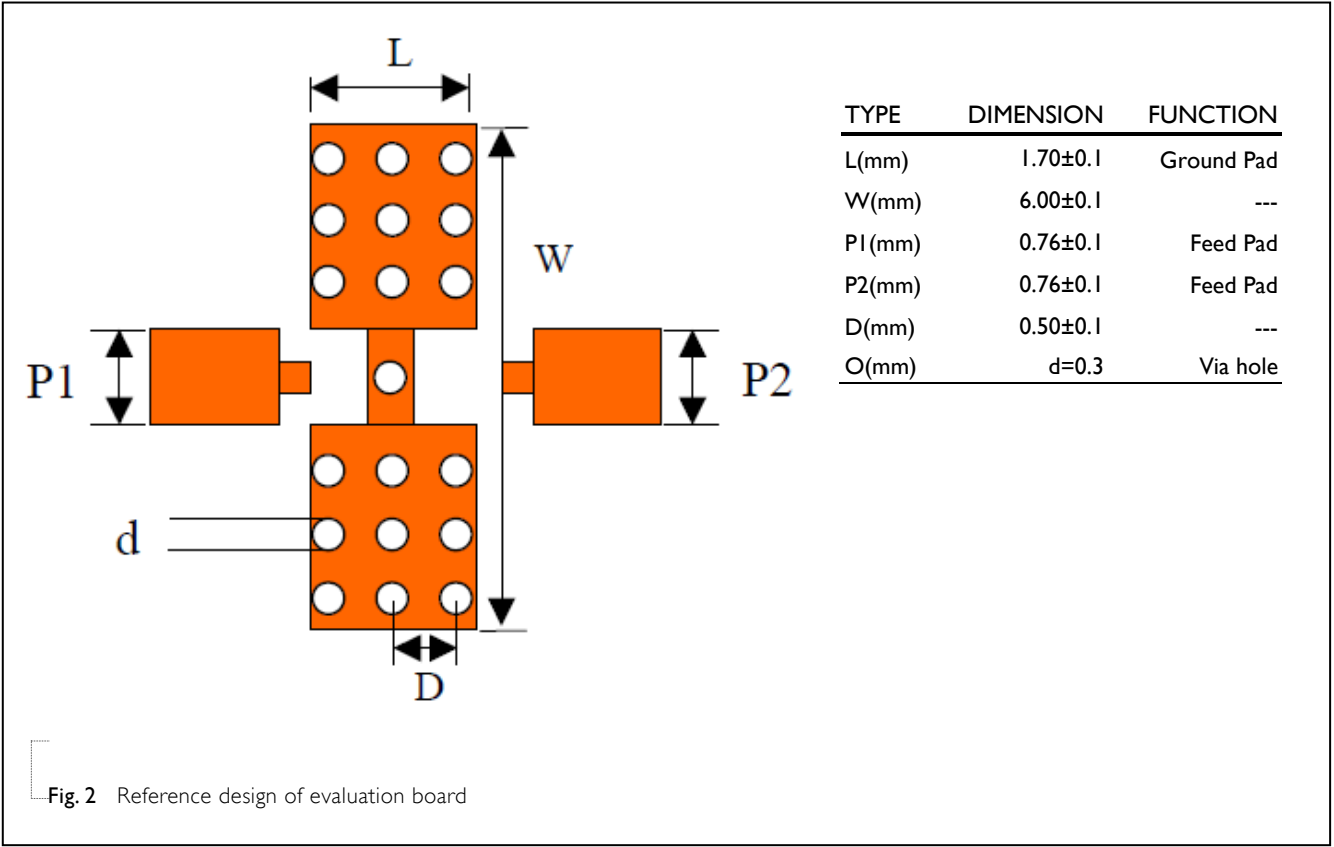 L
W
P1
P2
d
D
TYPE DIMENSION FUNCTION
L(mm) 1.70±0.1 Ground Pad
W(mm) 6.00±0.1 ---
P1(mm) 0.76±0.1 Feed Pad
P2(mm) 0.76±0.1 Feed Pad
D(mm) 0.50±0.1 ---
O(mm) d=0.3 Via hole
Fig. 2 Reference design of evaluation board